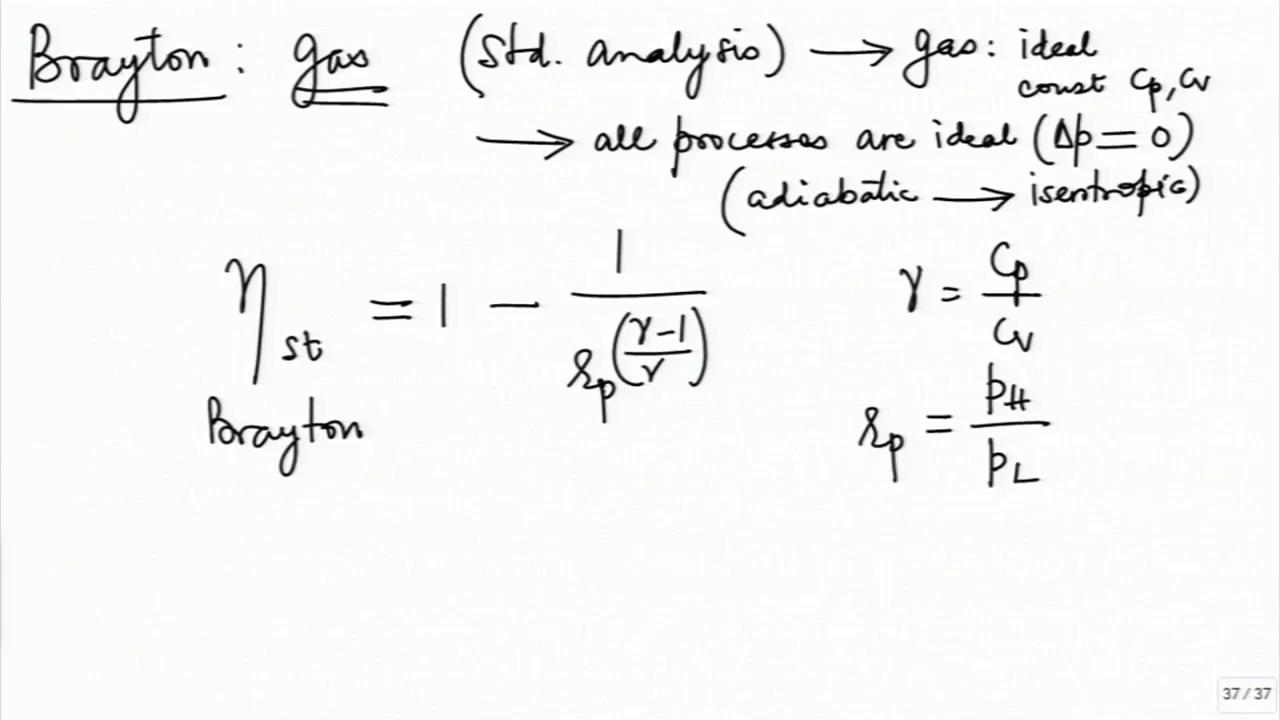 Brayton: gas (std. analysis) → gas: ideal
const Cp, Cv
→ all processes are ideal (Δp = 0)
(adiabatic → isentropic)
η_st Brayton = 1 − 1 / r_p^((γ−1)/γ)
γ = Cp / Cv
r_p = p_H / p_L
37 / 37